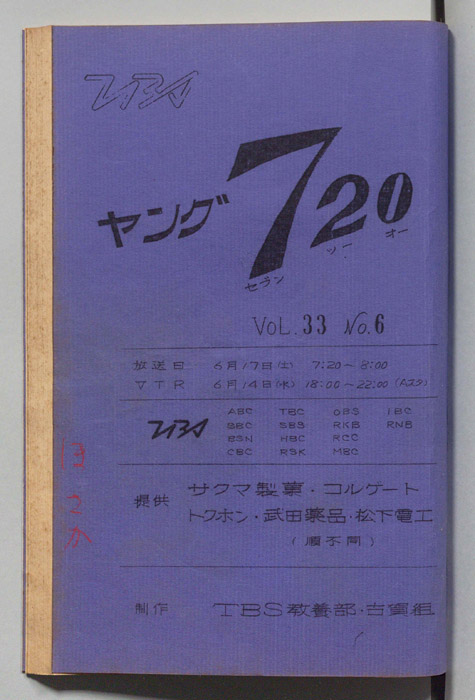 TBS
ヤング720
セブン ツー オー
VOL.33 No.6
放送日 6月17日(土) 7:20～8:00
VTR 6月14日(水) 18:00～22:00 (Aスタ)
TBS ABC TBC OBS IBC
BBC SBS RKB RNB
BSN HBC RCC
CBC RSK MBC
提供 サクマ製菓・コルゲート
トクホン・武田薬品・松下電工
(順不同)
制作 TBS教養部・古賀組